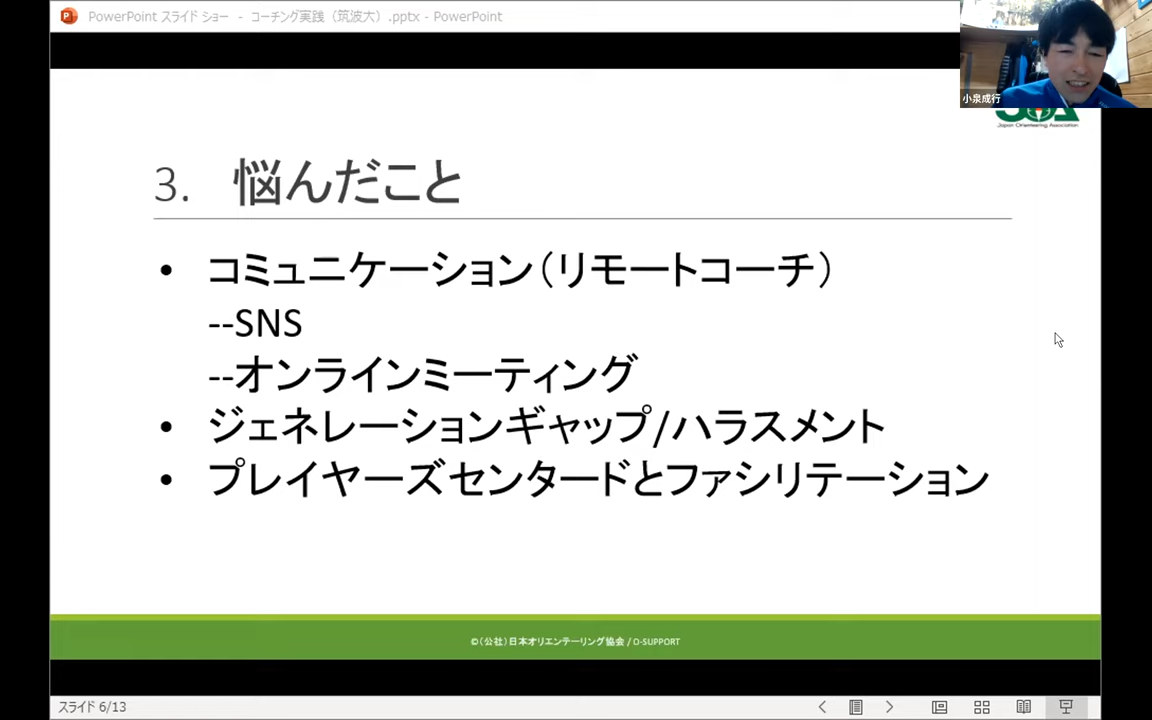 PowerPoint スライド ショー - コーチング実践（筑波大）.pptx - PowerPoint
小泉成行
JOA
Japan Orienteering Association
3. 悩んだこと
• コミュニケーション（リモートコーチ）
--SNS
--オンラインミーティング
• ジェネレーションギャップ/ハラスメント
• プレイヤーズセンタードとファシリテーション
©（公社）日本オリエンテーリング協会 / O-SUPPORT
スライド 6/13